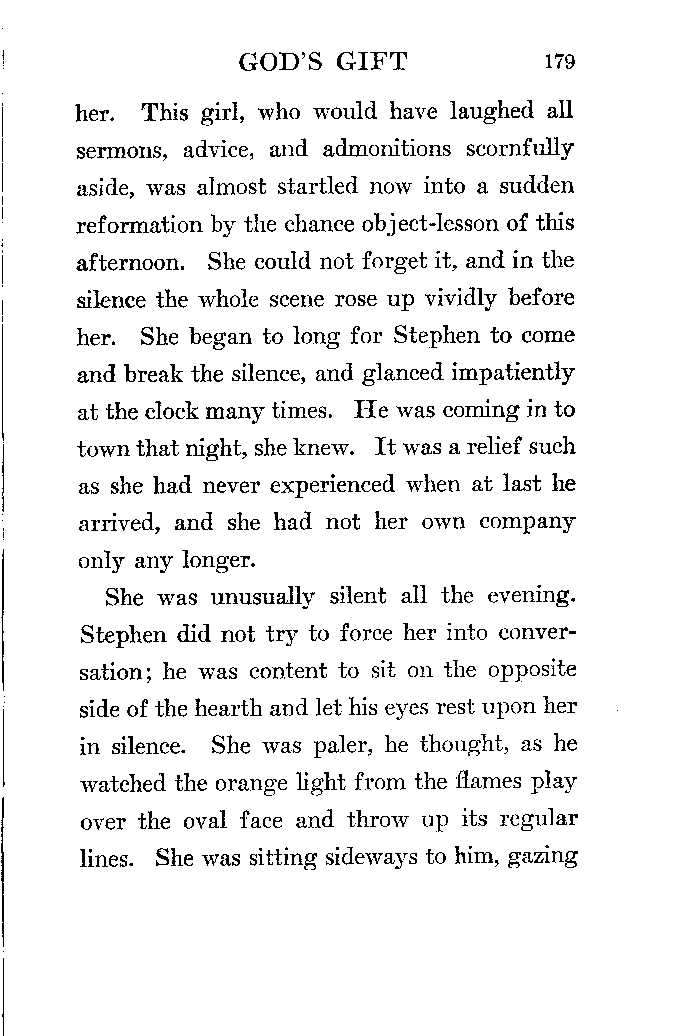 GOD'S GIFT 179
her. This girl, who would have laughed all
sermons, advice, and admonitions scornfully
aside, was almost startled now into a sudden
reformation by the chance object-lesson of this
afternoon. She could not forget it, and in the
silence the whole scene rose up vividly before
her. She began to long for Stephen to come
and break the silence, and glanced impatiently
at the clock many times. He was coming in to
town that night, she knew. It was a relief such
as she had never experienced when at last he
arrived, and she had not her own company
only any longer.
She was unusually silent all the evening.
Stephen did not try to force her into conver-
sation; he was content to sit on the opposite
side of the hearth and let his eyes rest upon her
in silence. She was paler, he thought, as he
watched the orange light from the flames play
over the oval face and throw up its regular
lines. She was sitting sideways to him, gazing